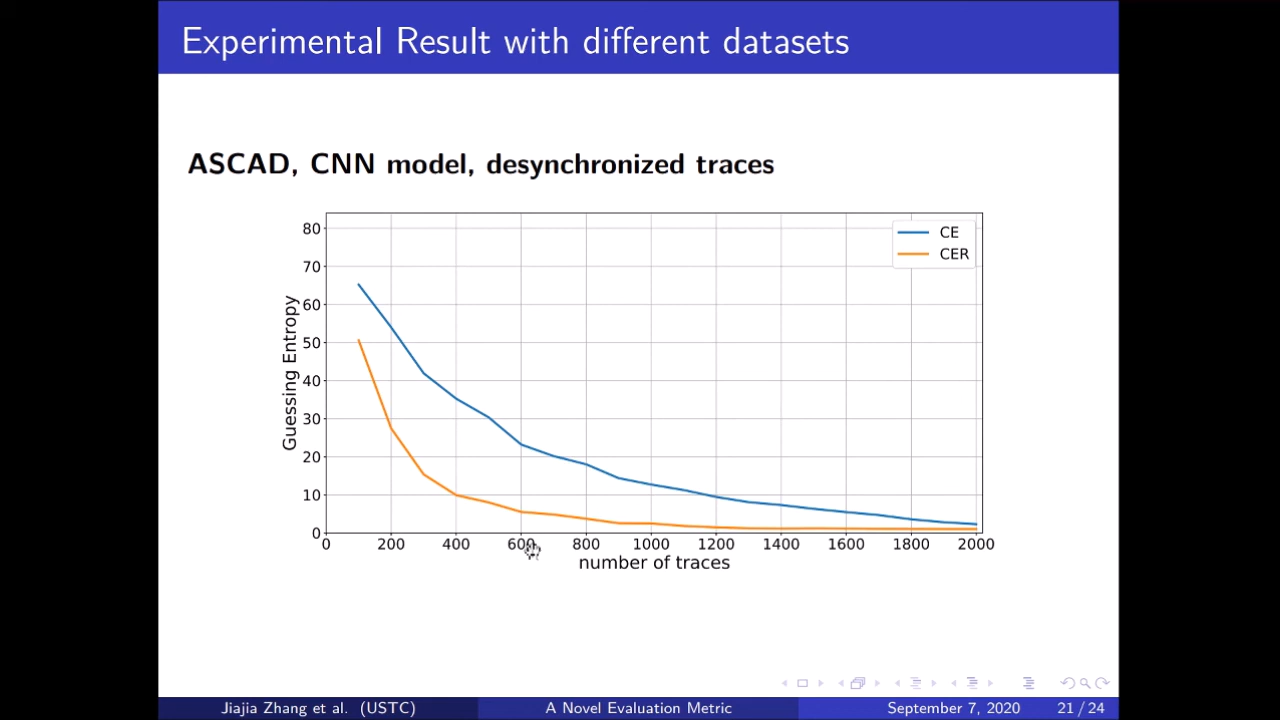 Experimental Result with different datasets
ASCAD, CNN model, desynchronized traces
80
70
60
50
40
30
20
10
0
Guessing Entropy
CE
CER
0 200 400 600 800 1000 1200 1400 1600 1800 2000
number of traces
Jiajia Zhang et al. (USTC) A Novel Evaluation Metric September 7, 2020 21 / 24